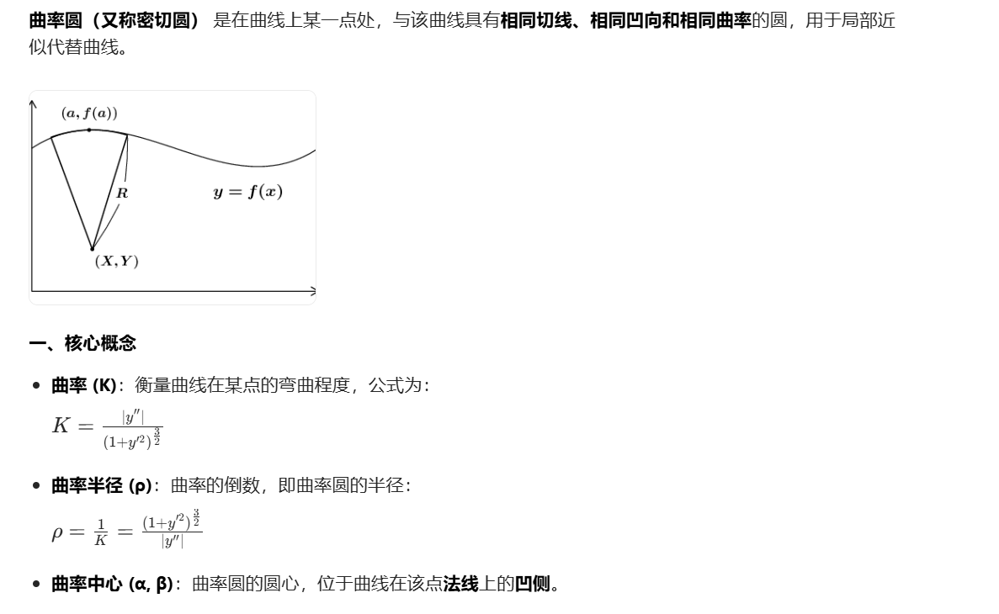 曲率圆（又称密切圆） 是在曲线上某一点处，与该曲线具有相同切线、相同凹向和相同曲率的圆，用于局部近
似代替曲线。
(a, f(a))
R
y = f(x)
(X, Y)
一、核心概念
• 曲率 (K)：衡量曲线在某点的弯曲程度，公式为：
K = |y″| / (1+y′²)^(3/2)
• 曲率半径 (ρ)：曲率的倒数，即曲率圆的半径：
ρ = 1/K = (1+y′²)^(3/2) / |y″|
• 曲率中心 (α, β)：曲率圆的圆心，位于曲线在该点法线上的凹侧。